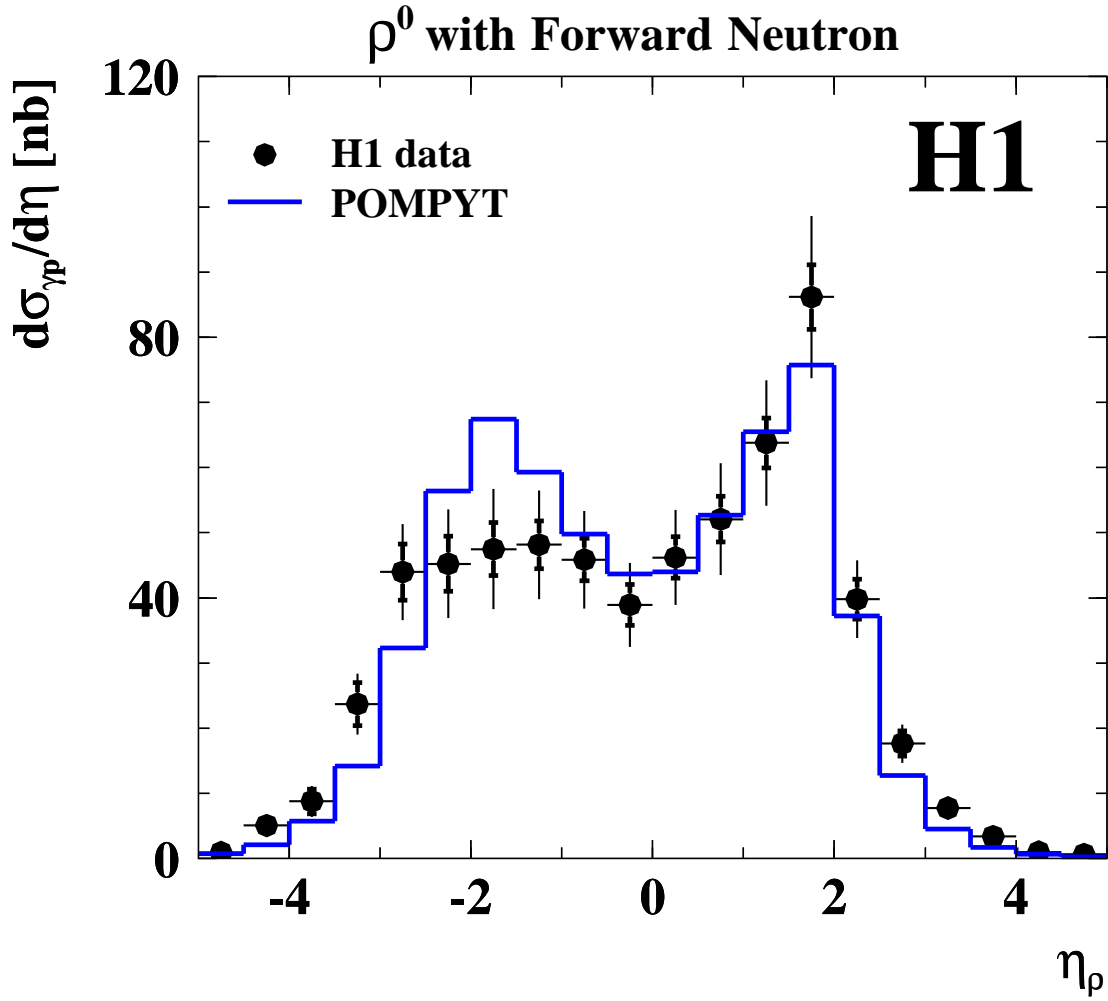 ρ⁰ with Forward Neutron
dσγp/dη [nb]
H1
H1 data
POMPYT
120
80
40
0
-4 -2 0 2 4
ηρ